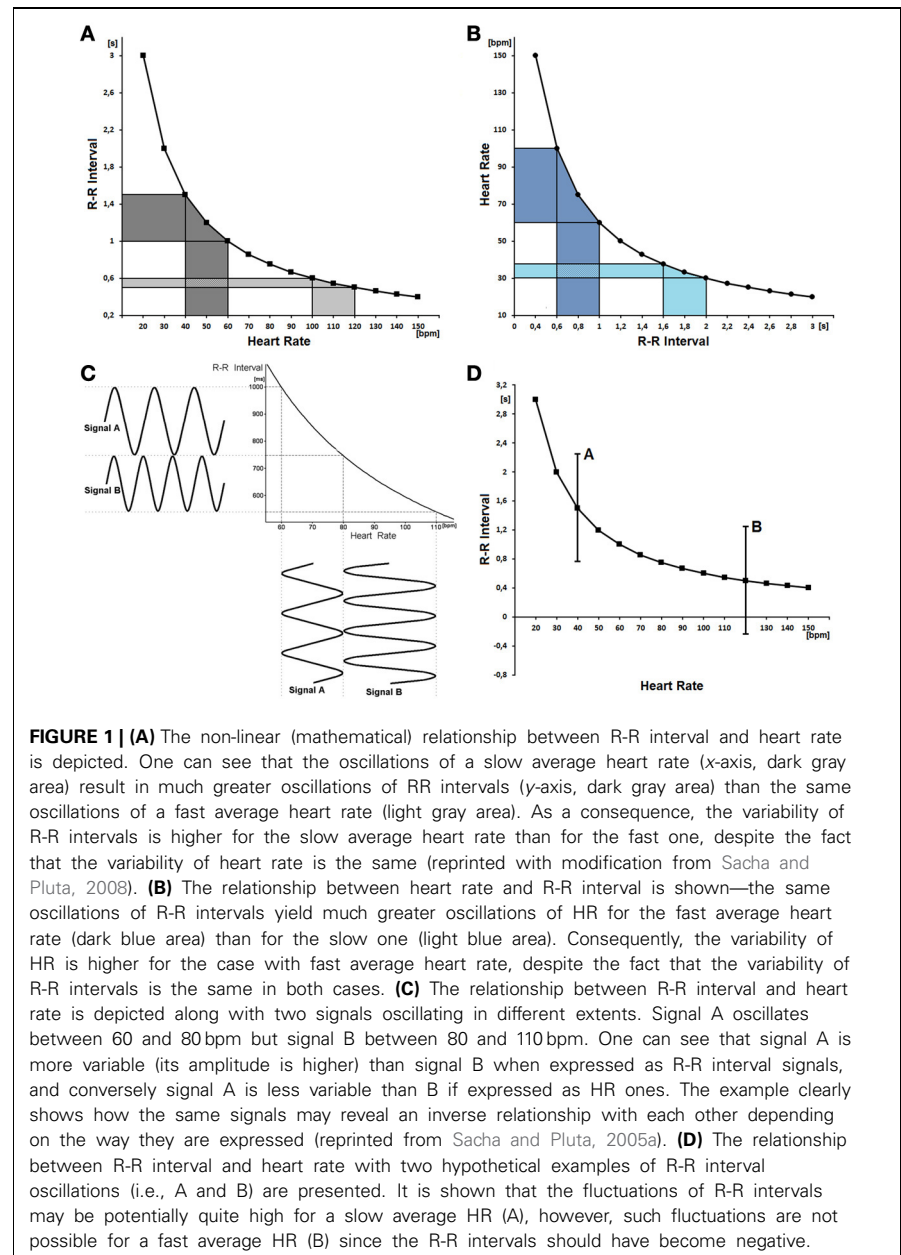 A
[s]
3
2,6
2,2
1,8
1,4
1
0,6
0,2
R-R Interval
20 30 40 50 60 70 80 90 100 110 120 130 140 150
[bpm]
Heart Rate
B
[bpm]
150
130
110
90
70
50
30
10
Heart Rate
0 0,4 0,6 0,8 1 1,2 1,4 1,6 1,8 2 2,2 2,4 2,6 2,8 3 [s]
R-R Interval
C
R-R Interval
[ms]
1000
900
800
700
600
Signal A
Signal B
60 70 80 90 100 110 [bpm]
Heart Rate
Signal A Signal B
D
3,2
[s]
2,8
2,4
2
1,6
1,2
0,8
0,4
0
-0,4
-0,8
R-R Interval
A
B
20 30 40 50 60 70 80 90 100 110 130 140 150
[bpm]
Heart Rate
FIGURE 1 | (A) The non-linear (mathematical) relationship between R-R interval and heart rate
is depicted. One can see that the oscillations of a slow average heart rate (x-axis, dark gray
area) result in much greater oscillations of RR intervals (y-axis, dark gray area) than the same
oscillations of a fast average heart rate (light gray area). As a consequence, the variability of
R-R intervals is higher for the slow average heart rate than for the fast one, despite the fact
that the variability of heart rate is the same (reprinted with modification from Sacha and
Pluta, 2008). (B) The relationship between heart rate and R-R interval is shown—the same
oscillations of R-R intervals yield much greater oscillations of HR for the fast average heart
rate (dark blue area) than for the slow one (light blue area). Consequently, the variability of
HR is higher for the case with fast average heart rate, despite the fact that the variability of
R-R intervals is the same in both cases. (C) The relationship between R-R interval and heart
rate is depicted along with two signals oscillating in different extents. Signal A oscillates
between 60 and 80 bpm but signal B between 80 and 110 bpm. One can see that signal A is
more variable (its amplitude is higher) than signal B when expressed as R-R interval signals,
and conversely signal A is less variable than B if expressed as HR ones. The example clearly
shows how the same signals may reveal an inverse relationship with each other depending
on the way they are expressed (reprinted from Sacha and Pluta, 2005a). (D) The relationship
between R-R interval and heart rate with two hypothetical examples of R-R interval
oscillations (i.e., A and B) are presented. It is shown that the fluctuations of R-R intervals
may be potentially quite high for a slow average HR (A), however, such fluctuations are not
possible for a fast average HR (B) since the R-R intervals should have become negative.